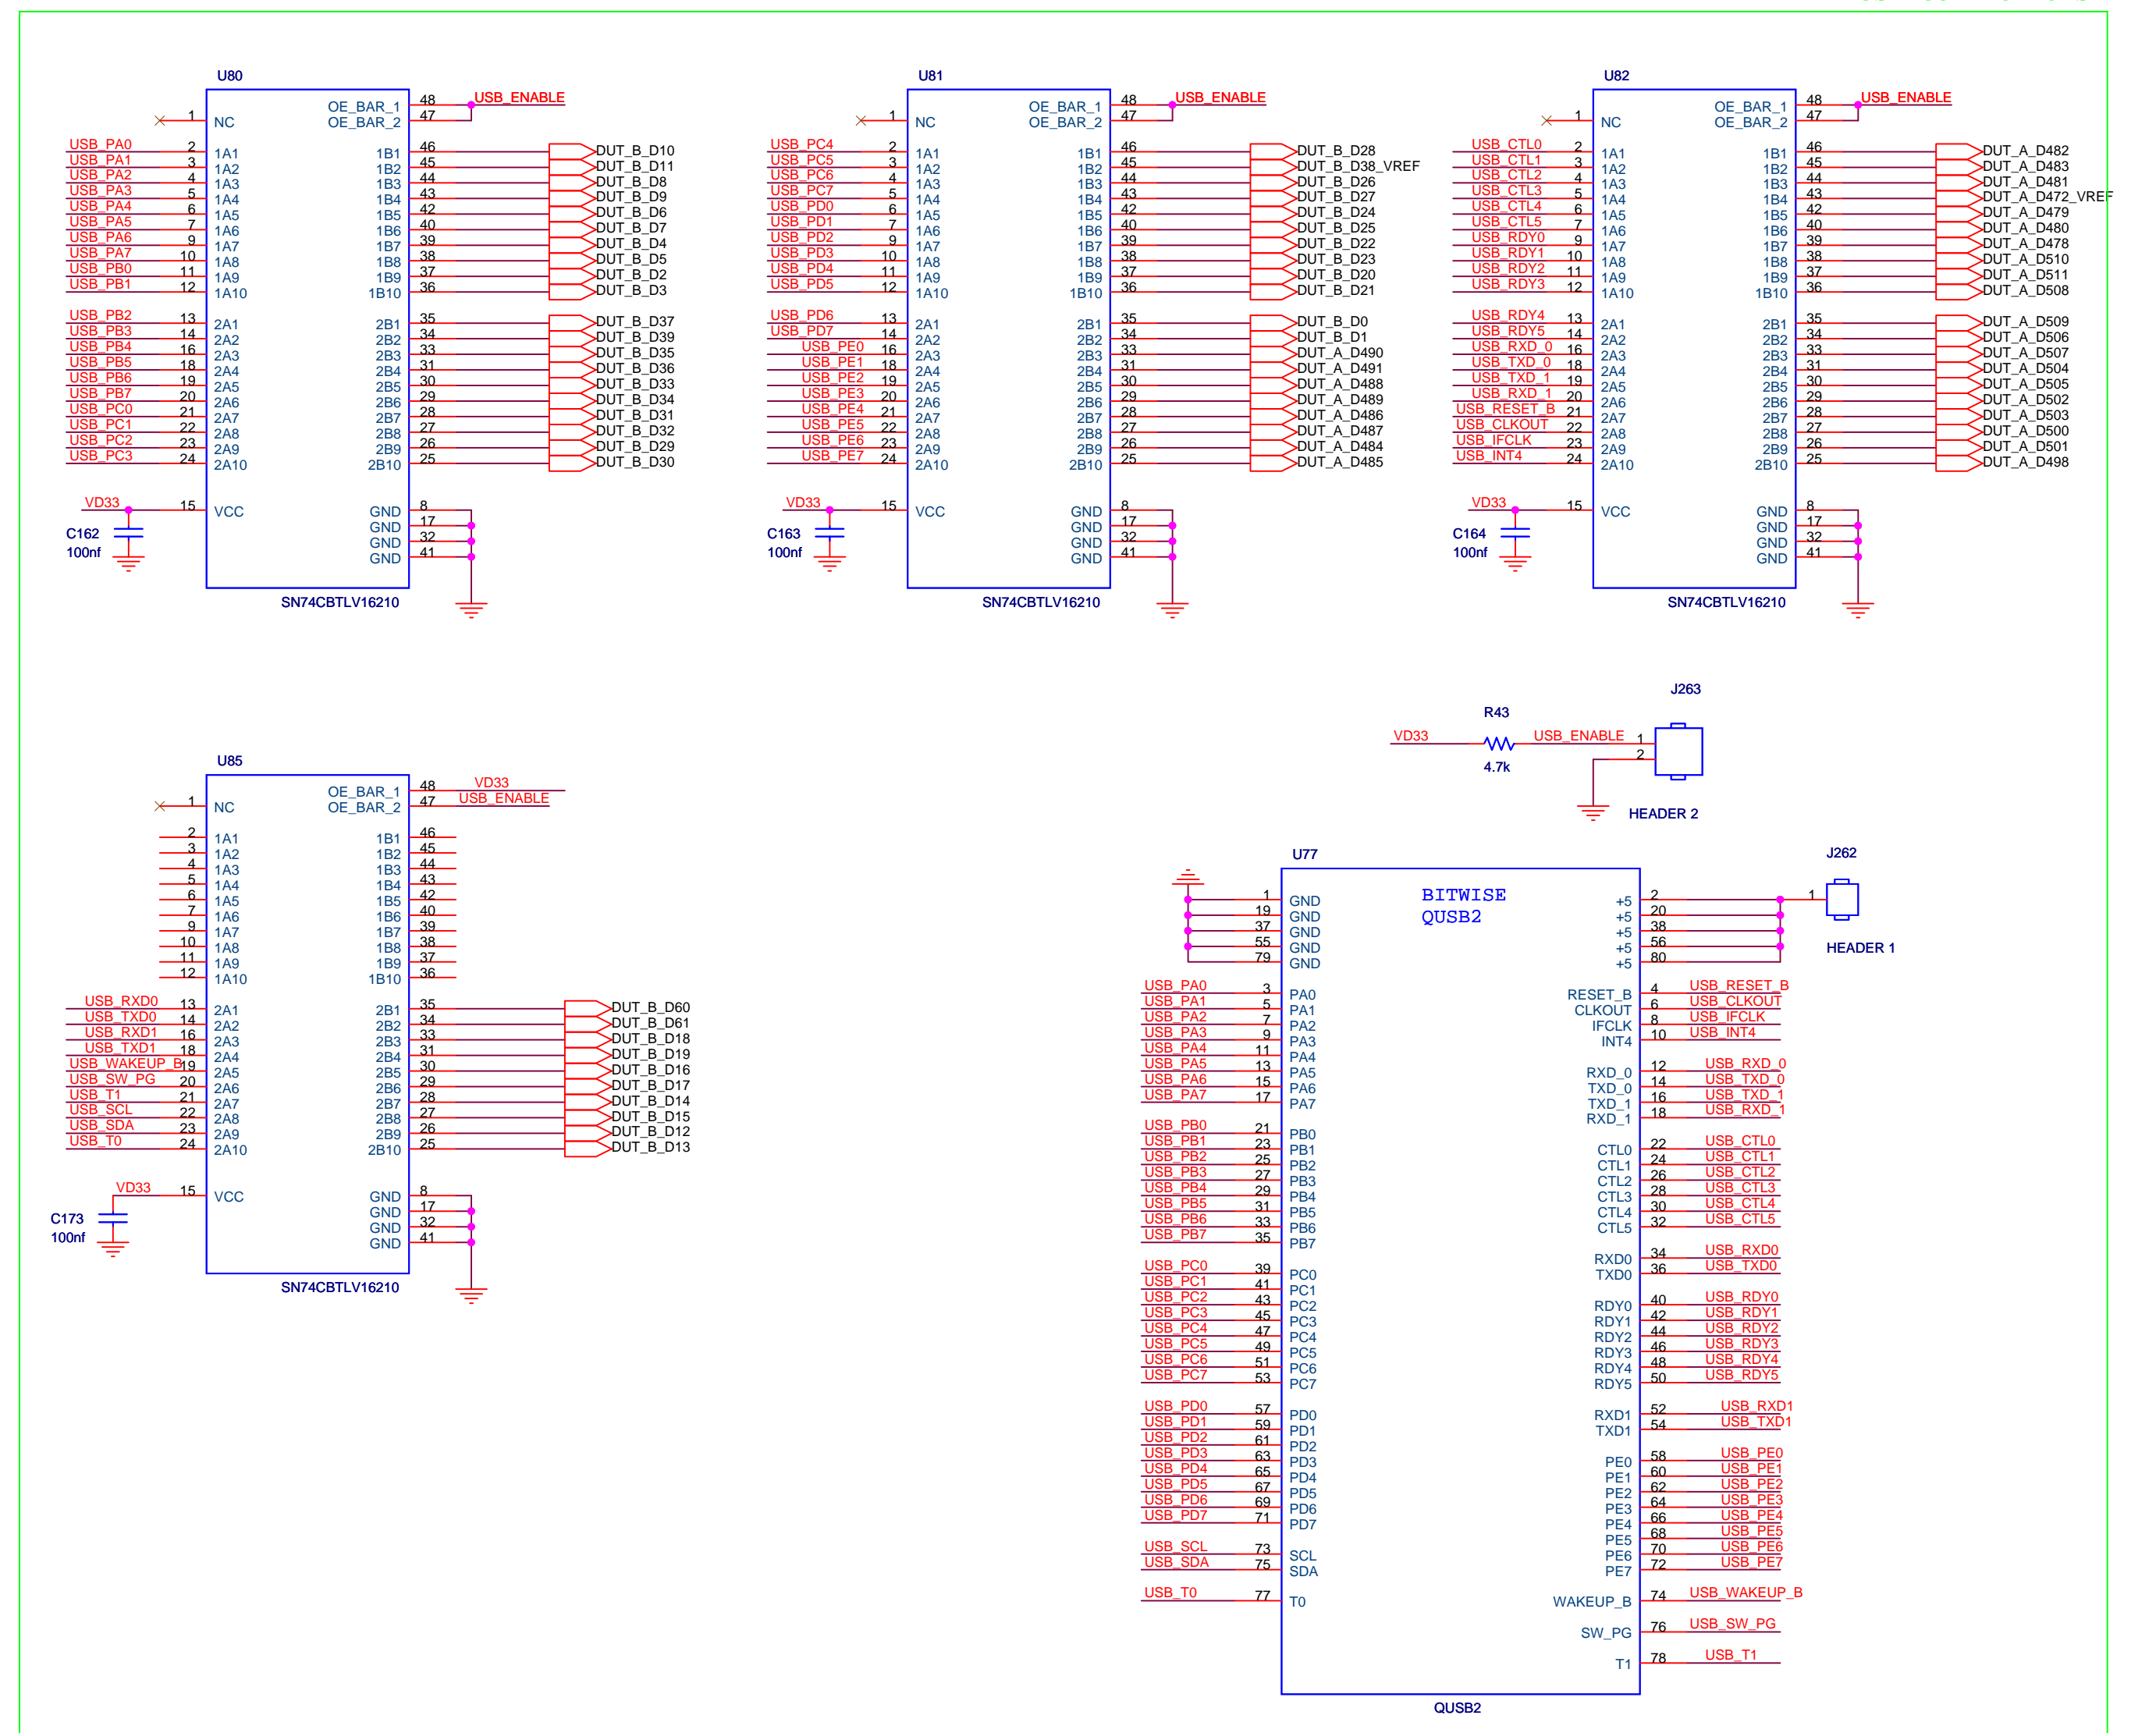 U80
1 NC
OE_BAR_1 48 USB_ENABLE
OE_BAR_2 47
USB_PA0 2 1A1 1B1 46 DUT_B_D10
USB_PA1 3 1A2 1B2 45 DUT_B_D11
USB_PA2 4 1A3 1B3 44 DUT_B_D8
USB_PA3 5 1A4 1B4 43 DUT_B_D9
USB_PA4 6 1A5 1B5 42 DUT_B_D6
USB_PA5 7 1A6 1B6 40 DUT_B_D7
USB_PA6 9 1A7 1B7 39 DUT_B_D4
USB_PA7 10 1A8 1B8 38 DUT_B_D5
USB_PB0 11 1A9 1B9 37 DUT_B_D2
USB_PB1 12 1A10 1B10 36 DUT_B_D3
USB_PB2 13 2A1 2B1 35 DUT_B_D37
USB_PB3 14 2A2 2B2 34 DUT_B_D39
USB_PB4 16 2A3 2B3 33 DUT_B_D35
USB_PB5 18 2A4 2B4 31 DUT_B_D36
USB_PB6 19 2A5 2B5 30 DUT_B_D33
USB_PB7 20 2A6 2B6 29 DUT_B_D34
USB_PC0 21 2A7 2B7 28 DUT_B_D31
USB_PC1 22 2A8 2B8 27 DUT_B_D32
USB_PC2 23 2A9 2B9 26 DUT_B_D29
USB_PC3 24 2A10 2B10 25 DUT_B_D30
VD33 15 VCC GND 8
GND 17
GND 32
GND 41
C162
100nf
SN74CBTLV16210
U81
1 NC
OE_BAR_1 48 USB_ENABLE
OE_BAR_2 47
USB_PC4 2 1A1 1B1 46 DUT_B_D28
USB_PC5 3 1A2 1B2 45 DUT_B_D38_VREF
USB_PC6 4 1A3 1B3 44 DUT_B_D26
USB_PC7 5 1A4 1B4 43 DUT_B_D27
USB_PD0 6 1A5 1B5 42 DUT_B_D24
USB_PD1 7 1A6 1B6 40 DUT_B_D25
USB_PD2 9 1A7 1B7 39 DUT_B_D22
USB_PD3 10 1A8 1B8 38 DUT_B_D23
USB_PD4 11 1A9 1B9 37 DUT_B_D20
USB_PD5 12 1A10 1B10 36 DUT_B_D21
USB_PD6 13 2A1 2B1 35 DUT_B_D0
USB_PD7 14 2A2 2B2 34 DUT_B_D1
USB_PE0 16 2A3 2B3 33 DUT_A_D490
USB_PE1 18 2A4 2B4 31 DUT_A_D491
USB_PE2 19 2A5 2B5 30 DUT_A_D488
USB_PE3 20 2A6 2B6 29 DUT_A_D489
USB_PE4 21 2A7 2B7 28 DUT_A_D486
USB_PE5 22 2A8 2B8 27 DUT_A_D487
USB_PE6 23 2A9 2B9 26 DUT_A_D484
USB_PE7 24 2A10 2B10 25 DUT_A_D485
VD33 15 VCC GND 8
GND 17
GND 32
GND 41
C163
100nf
SN74CBTLV16210
U82
1 NC
OE_BAR_1 48 USB_ENABLE
OE_BAR_2 47
USB_CTL0 2 1A1 1B1 46 DUT_A_D482
USB_CTL1 3 1A2 1B2 45 DUT_A_D483
USB_CTL2 4 1A3 1B3 44 DUT_A_D481
USB_CTL3 5 1A4 1B4 43 DUT_A_D472_VREF
USB_CTL4 6 1A5 1B5 42 DUT_A_D479
USB_CTL5 7 1A6 1B6 40 DUT_A_D480
USB_RDY0 9 1A7 1B7 39 DUT_A_D478
USB_RDY1 10 1A8 1B8 38 DUT_A_D510
USB_RDY2 11 1A9 1B9 37 DUT_A_D511
USB_RDY3 12 1A10 1B10 36 DUT_A_D508
USB_RDY4 13 2A1 2B1 35 DUT_A_D509
USB_RDY5 14 2A2 2B2 34 DUT_A_D506
USB_RXD_0 16 2A3 2B3 33 DUT_A_D507
USB_TXD_0 18 2A4 2B4 31 DUT_A_D504
USB_TXD_1 19 2A5 2B5 30 DUT_A_D505
USB_RXD_1 20 2A6 2B6 29 DUT_A_D502
USB_RESET_B 21 2A7 2B7 28 DUT_A_D503
USB_CLKOUT 22 2A8 2B8 27 DUT_A_D500
USB_IFCLK 23 2A9 2B9 26 DUT_A_D501
USB_INT4 24 2A10 2B10 25 DUT_A_D498
VD33 15 VCC GND 8
GND 17
GND 32
GND 41
C164
100nf
SN74CBTLV16210
J263
R43
VD33 USB_ENABLE 1
2
4.7k
HEADER 2
U85
1 NC
OE_BAR_1 48 VD33
OE_BAR_2 47 USB_ENABLE
2 1A1 1B1 46
3 1A2 1B2 45
4 1A3 1B3 44
5 1A4 1B4 43
6 1A5 1B5 42
7 1A6 1B6 40
9 1A7 1B7 39
10 1A8 1B8 38
11 1A9 1B9 37
12 1A10 1B10 36
USB_RXD0 13 2A1 2B1 35 DUT_B_D60
USB_TXD0 14 2A2 2B2 34 DUT_B_D61
USB_RXD1 16 2A3 2B3 33 DUT_B_D18
USB_TXD1 18 2A4 2B4 31 DUT_B_D19
USB_WAKEUP_B 19 2A5 2B5 30 DUT_B_D16
USB_SW_PG 20 2A6 2B6 29 DUT_B_D17
USB_T1 21 2A7 2B7 28 DUT_B_D14
USB_SCL 22 2A8 2B8 27 DUT_B_D15
USB_SDA 23 2A9 2B9 26 DUT_B_D12
USB_T0 24 2A10 2B10 25 DUT_B_D13
VD33 15 VCC GND 8
GND 17
GND 32
GND 41
C173
100nf
SN74CBTLV16210
U77
J262
BITWISE
QUSB2
1 GND +5 2 1
19 GND +5 20
37 GND +5 38
55 GND +5 56
79 GND +5 80
HEADER 1
USB_PA0 3 PA0 RESET_B 4 USB_RESET_B
USB_PA1 5 PA1 CLKOUT 6 USB_CLKOUT
USB_PA2 7 PA2 IFCLK 8 USB_IFCLK
USB_PA3 9 PA3 INT4 10 USB_INT4
USB_PA4 11 PA4
USB_PA5 13 PA5 RXD_0 12 USB_RXD_0
USB_PA6 15 PA6 TXD_0 14 USB_TXD_0
USB_PA7 17 PA7 TXD_1 16 USB_TXD_1
RXD_1 18 USB_RXD_1
USB_PB0 21 PB0
USB_PB1 23 PB1 CTL0 22 USB_CTL0
USB_PB2 25 PB2 CTL1 24 USB_CTL1
USB_PB3 27 PB3 CTL2 26 USB_CTL2
USB_PB4 29 PB4 CTL3 28 USB_CTL3
USB_PB5 31 PB5 CTL4 30 USB_CTL4
USB_PB6 33 PB6 CTL5 32 USB_CTL5
USB_PB7 35 PB7
RXD0 34 USB_RXD0
USB_PC0 39 PC0 TXD0 36 USB_TXD0
USB_PC1 41 PC1
USB_PC2 43 PC2 RDY0 40 USB_RDY0
USB_PC3 45 PC3 RDY1 42 USB_RDY1
USB_PC4 47 PC4 RDY2 44 USB_RDY2
USB_PC5 49 PC5 RDY3 46 USB_RDY3
USB_PC6 51 PC6 RDY4 48 USB_RDY4
USB_PC7 53 PC7 RDY5 50 USB_RDY5
USB_PD0 57 PD0 RXD1 52 USB_RXD1
USB_PD1 59 PD1 TXD1 54 USB_TXD1
USB_PD2 61 PD2
USB_PD3 63 PD3 PE0 58 USB_PE0
USB_PD4 65 PD4 PE1 60 USB_PE1
USB_PD5 67 PD5 PE2 62 USB_PE2
USB_PD6 69 PD6 PE3 64 USB_PE3
USB_PD7 71 PD7 PE4 66 USB_PE4
PE5 68 USB_PE5
USB_SCL 73 SCL PE6 70 USB_PE6
USB_SDA 75 SDA PE7 72 USB_PE7
USB_T0 77 T0 WAKEUP_B 74 USB_WAKEUP_B
SW_PG 76 USB_SW_PG
T1 78 USB_T1
QUSB2